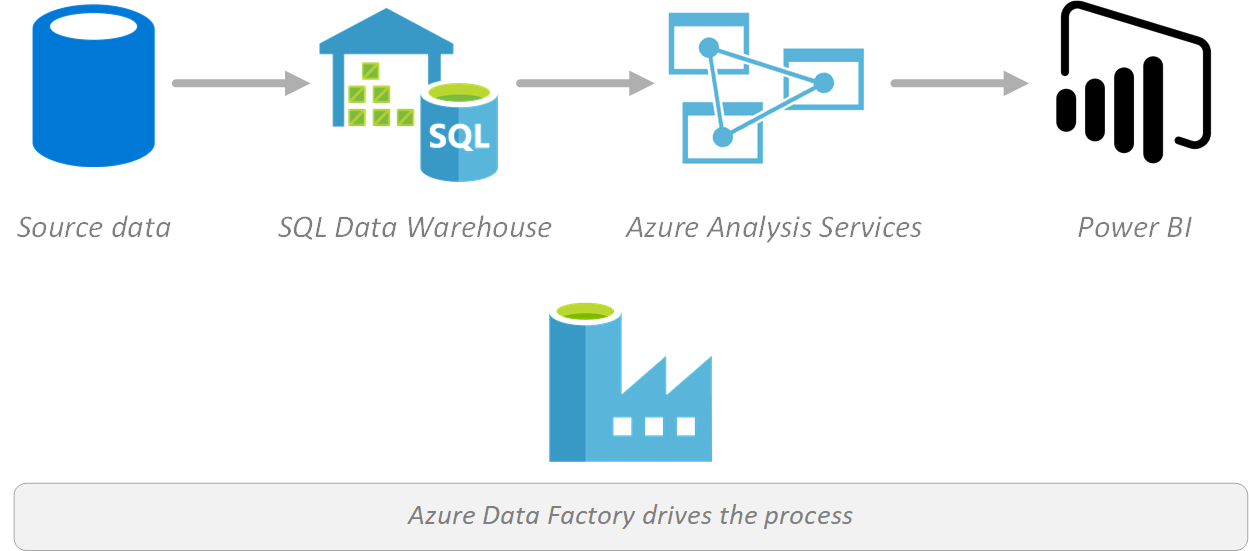 SQL
Source data
SQL Data Warehouse
Azure Analysis Services
Power BI
Azure Data Factory drives the process